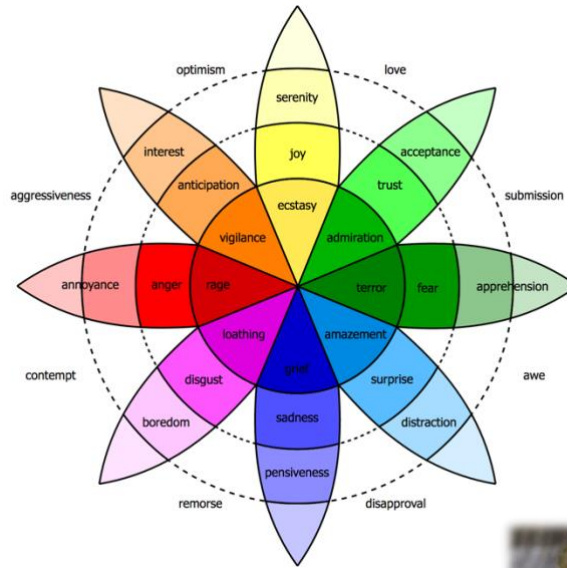 optimism love
serenity
interest acceptance
joy
anticipation trust
aggressiveness submission
ecstasy
vigilance admiration
annoyance anger rage terror fear apprehension
loathing amazement
grief
disgust surprise
contempt awe
sadness
boredom distraction
pensiveness
remorse disapproval